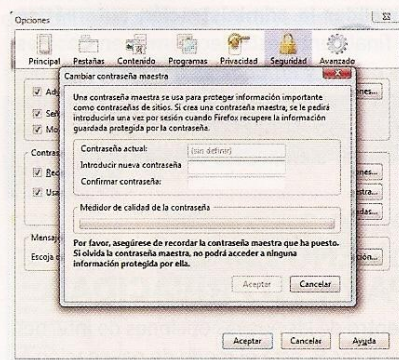 Opciones
Principal Pestañas Contenido Programas Privacidad Seguridad Avanzado
Cambiar contraseña maestra
Una contraseña maestra se usa para proteger información importante
como contraseñas de sitios. Si crea una contraseña maestra, se le pedirá
introducirla una vez por sesión cuando Firefox recupere la información
guardada protegida por la contraseña.
Contraseña actual: (sin definir)
Introducir nueva contraseña
Confirmar contraseña:
Medidor de calidad de la contraseña
Por favor, asegúrese de recordar la contraseña maestra que ha puesto.
Si olvida la contraseña maestra, no podrá acceder a ninguna
información protegida por ella.
Aceptar Cancelar
Contras
Usa
Mensaj
Escoja
Aceptar Cancelar Ayuda